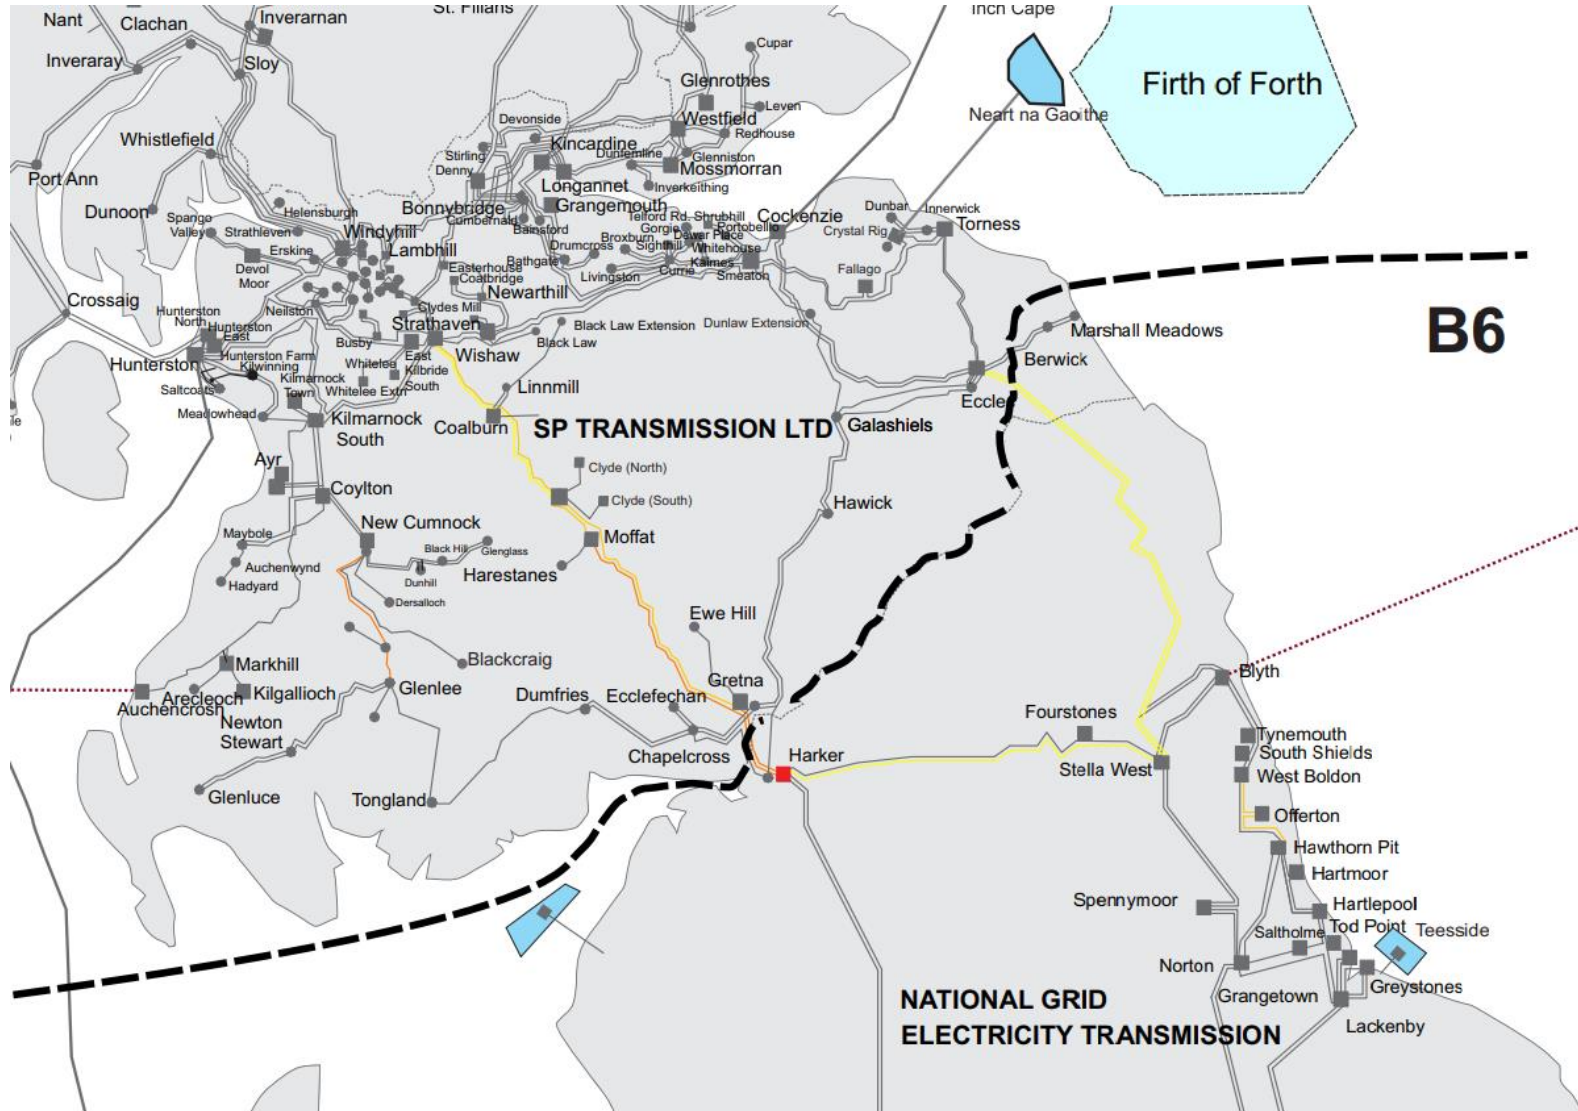 Nant
Clachan
Inverarnan
St. Fillans
Inch Cape
Inveraray
Sloy
Cupar
Glenrothes
Firth of Forth
Leven
Neart na Gaoithe
Whistlefield
Devonside
Westfield
Redhouse
Kincardine
Stirling
Dunfemline
Glenniston
Port Ann
Denny
Mossmorran
Longannet
Inverkeithing
Dunoon
Helensburgh
Bonnybridge
Grangemouth
Dunbar
Innerwick
Spango
Valley
Cumbernald
Telford Rd.
Shrubhill
Cockenzie
Strathleven
Windyhill
Bainsford
Gorgie
Portobello
Crystal Rig
Torness
Broxburn
Dewar Place
Erskine
Lambhill
Drumcross
Sighthill
Whitehouse
Bathgate
Kaimes
Devol
Moor
Easterhouse
Coatbridge
Livingston
Currie
Smeaton
Fallago
Crossaig
Newarthill
B6
Hunterston
North
Neilston
Clydes Mill
Hunterston
East
Strathaven
Black Law Extension
Dunlaw Extension
Marshall Meadows
Busby
Black Law
Hunterston
Hunterston Farm
Wishaw
Berwick
Kilwinning
Whitelee
East
Kilbride
South
Saltcoats
Kilmarnock
Town
Whitelee Extn
Linnmill
Eccles
Meadowhead
Kilmarnock
South
Coalburn
SP TRANSMISSION LTD
Galashiels
Ayr
Clyde (North)
Coylton
Clyde (South)
Hawick
New Cumnock
Moffat
Maybole
Black Hill
Glenglass
Auchenwynd
Dunhill
Harestanes
Hadyard
Dersalloch
Ewe Hill
Markhill
Blackcraig
Blyth
Arecleoch
Kilgallioch
Glenlee
Dumfries
Ecclefechan
Gretna
Auchencrosh
Newton
Stewart
Fourstones
Tynemouth
Chapelcross
Harker
South Shields
Stella West
West Boldon
Glenluce
Tongland
Offerton
Hawthorn Pit
Hartmoor
Spennymoor
Hartlepool
Saltholme
Tod Point
Teesside
Norton
Greystones
NATIONAL GRID
ELECTRICITY TRANSMISSION
Grangetown
Lackenby